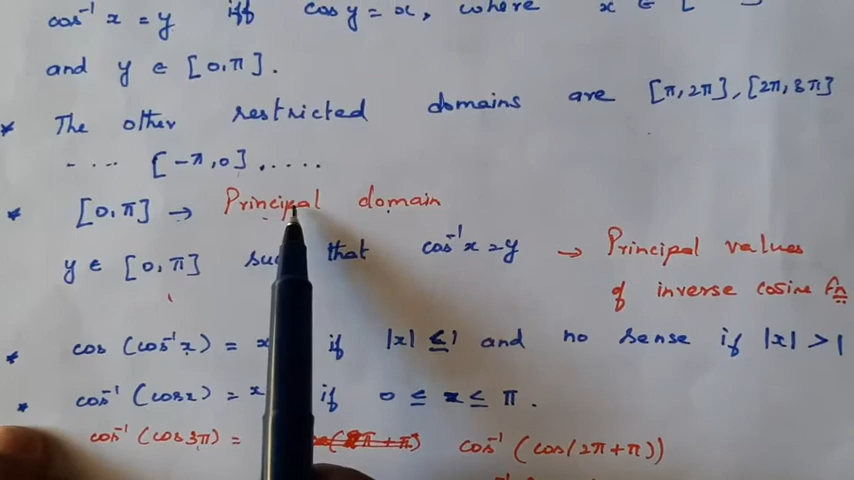 cos⁻¹ x = y iff cos y = x, where x ∈ [
and y ∈ [0, π].
* The other restricted domains are [π, 2π], [2π, 3π]
- ... [-π, 0], ....
* [0, π] → Principal domain
y ∈ [0, π] such that cos⁻¹ x = y → Principal values
of inverse cosine Fn
* cos (cos⁻¹ x) = x if |x| ≤ 1 and no sense if |x| > 1
* cos⁻¹ (cos x) = x if 0 ≤ x ≤ π.
cos⁻¹ (cos 3π) = cos⁻¹ (cos(2π+π))